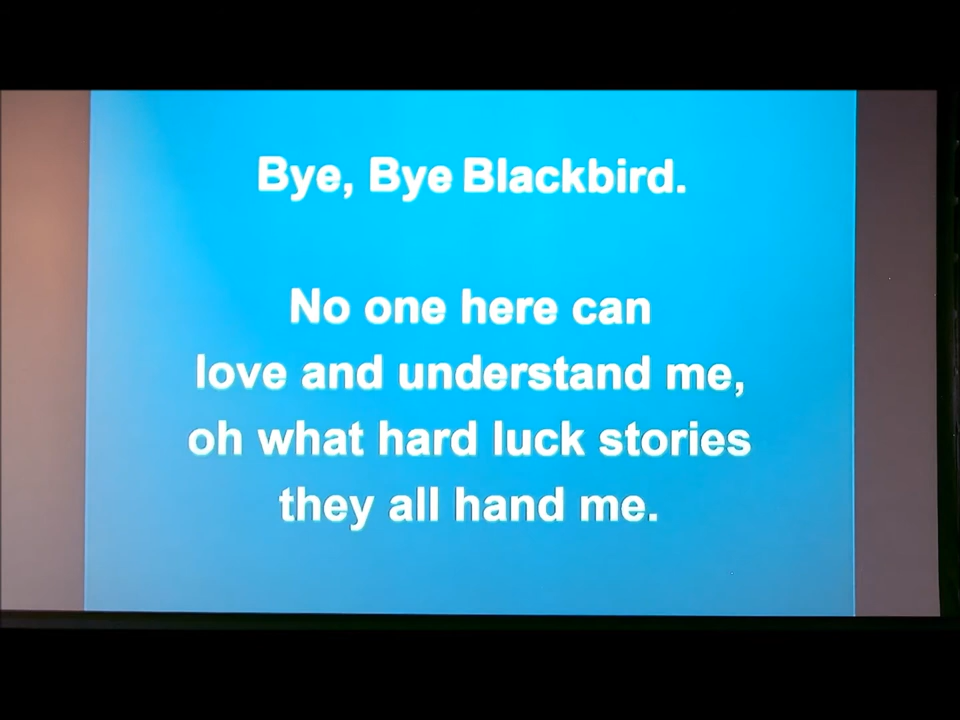 Bye, Bye Blackbird.
No one here can
love and understand me,
oh what hard luck stories
they all hand me.